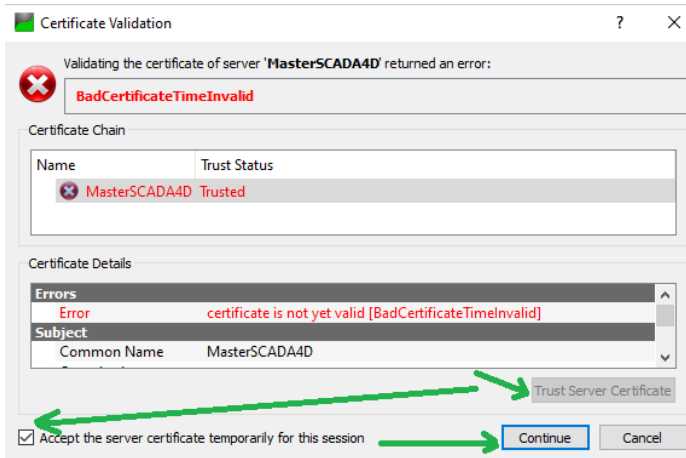 Certificate Validation ? ×
Validating the certificate of server 'MasterSCADA4D' returned an error:
BadCertificateTimeInvalid
Certificate Chain
Name Trust Status
MasterSCADA4D Trusted
Certificate Details
Errors
Error certificate is not yet valid [BadCertificateTimeInvalid]
Subject
Common Name MasterSCADA4D
Trust Server Certificate
Accept the server certificate temporarily for this session Continue Cancel